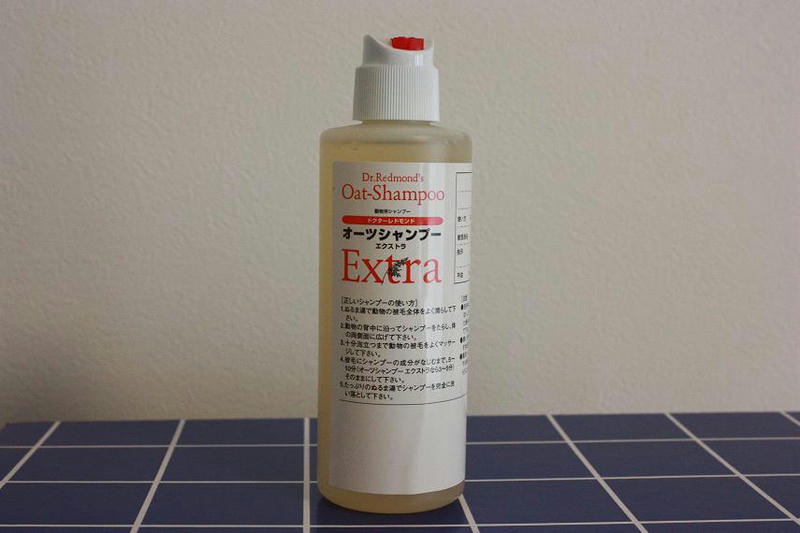 Dr.Redmond's
Oat-Shampoo
動物用シャンプー
ドクターレドモンド
オーツシャンプー
エクストラ
Extra
[正しいシャンプーの使い方]
1.ぬるま湯で動物の被毛全体をよく濡らして下
さい。
2.動物の背中に沿ってシャンプーをたらし、体
の両側面に広げて下さい。
3.十分泡立つまで動物の被毛をよくマッサー
ジして下さい。
4.被毛にシャンプーの成分がなじむまで、5〜
10分(オーツシャンプー エクストラなら3〜5分)
そのままにして下さい。
5.たっぷりのぬるま湯でシャンプーを完全に洗
い落として下さい。
使い方